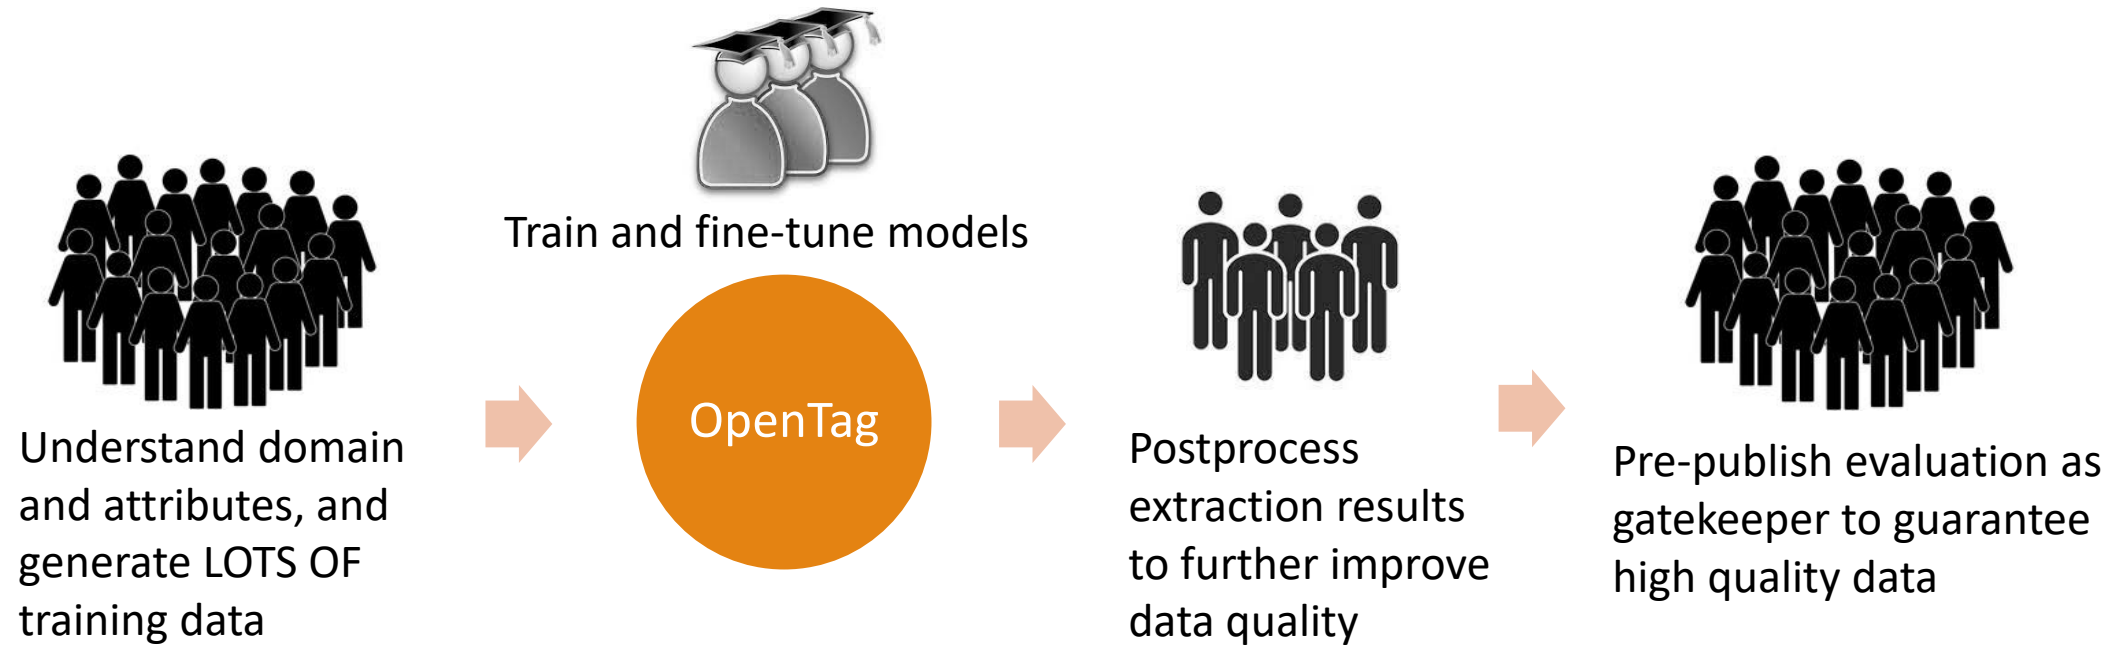 Understand domain
and attributes, and
generate LOTS OF
training data
Train and fine-tune models
OpenTag
Postprocess
extraction results
to further improve
data quality
Pre-publish evaluation as
gatekeeper to guarantee
high quality data